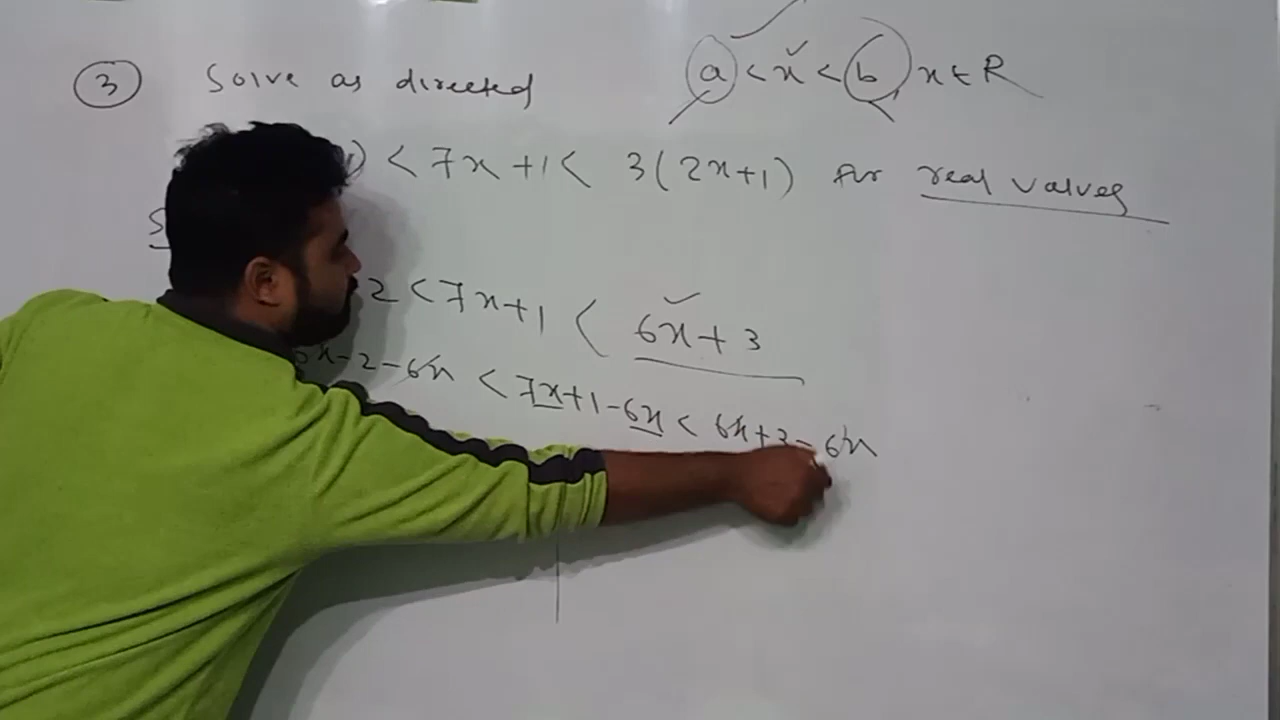 ③ Solve as directed
a < x < b x ∈ R
) < 7x + 1 < 3(2x+1) for real values
2 < 7x + 1 < 6x + 3
x - 2 - 6x < 7x + 1 - 6x < 6x + 3 - 6x